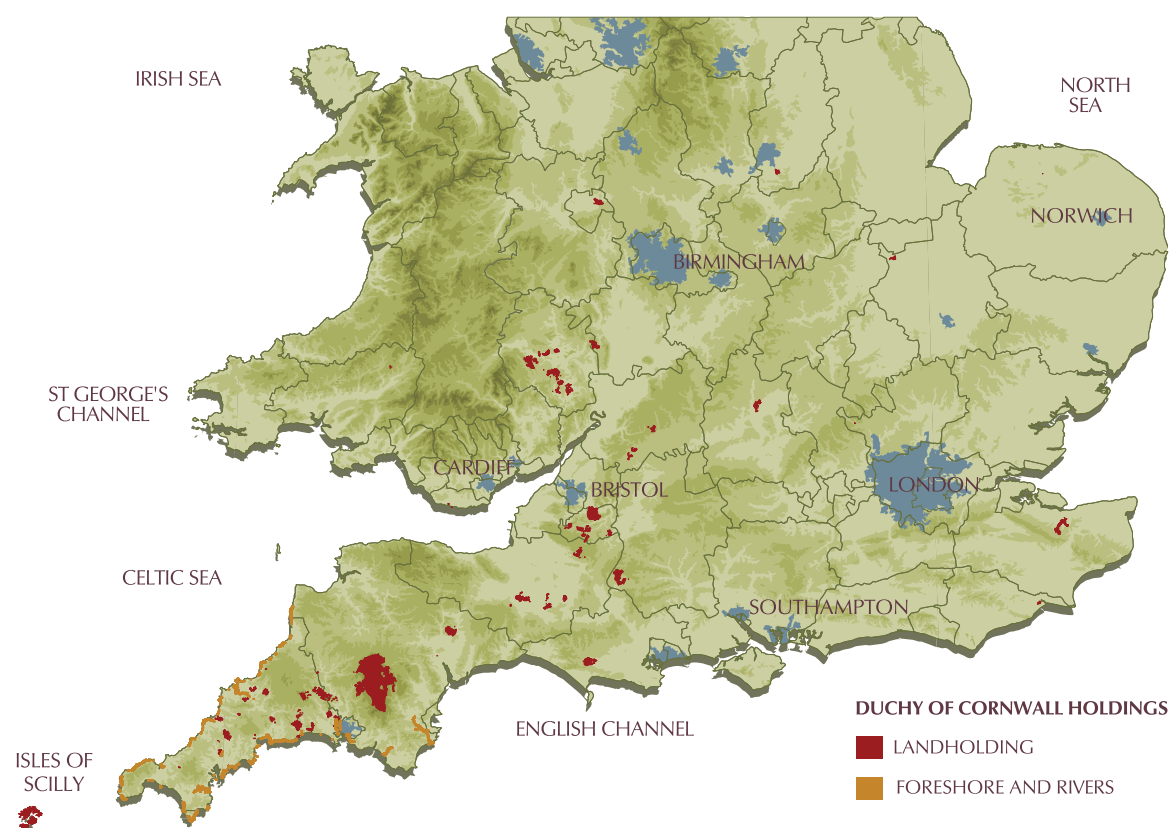 IRISH SEA
NORTH
SEA
NORWICH
BIRMINGHAM
ST GEORGE'S
CHANNEL
CARDIFF
BRISTOL
LONDON
CELTIC SEA
SOUTHAMPTON
ENGLISH CHANNEL
ISLES OF
SCILLY
DUCHY OF CORNWALL HOLDINGS
LANDHOLDING
FORESHORE AND RIVERS